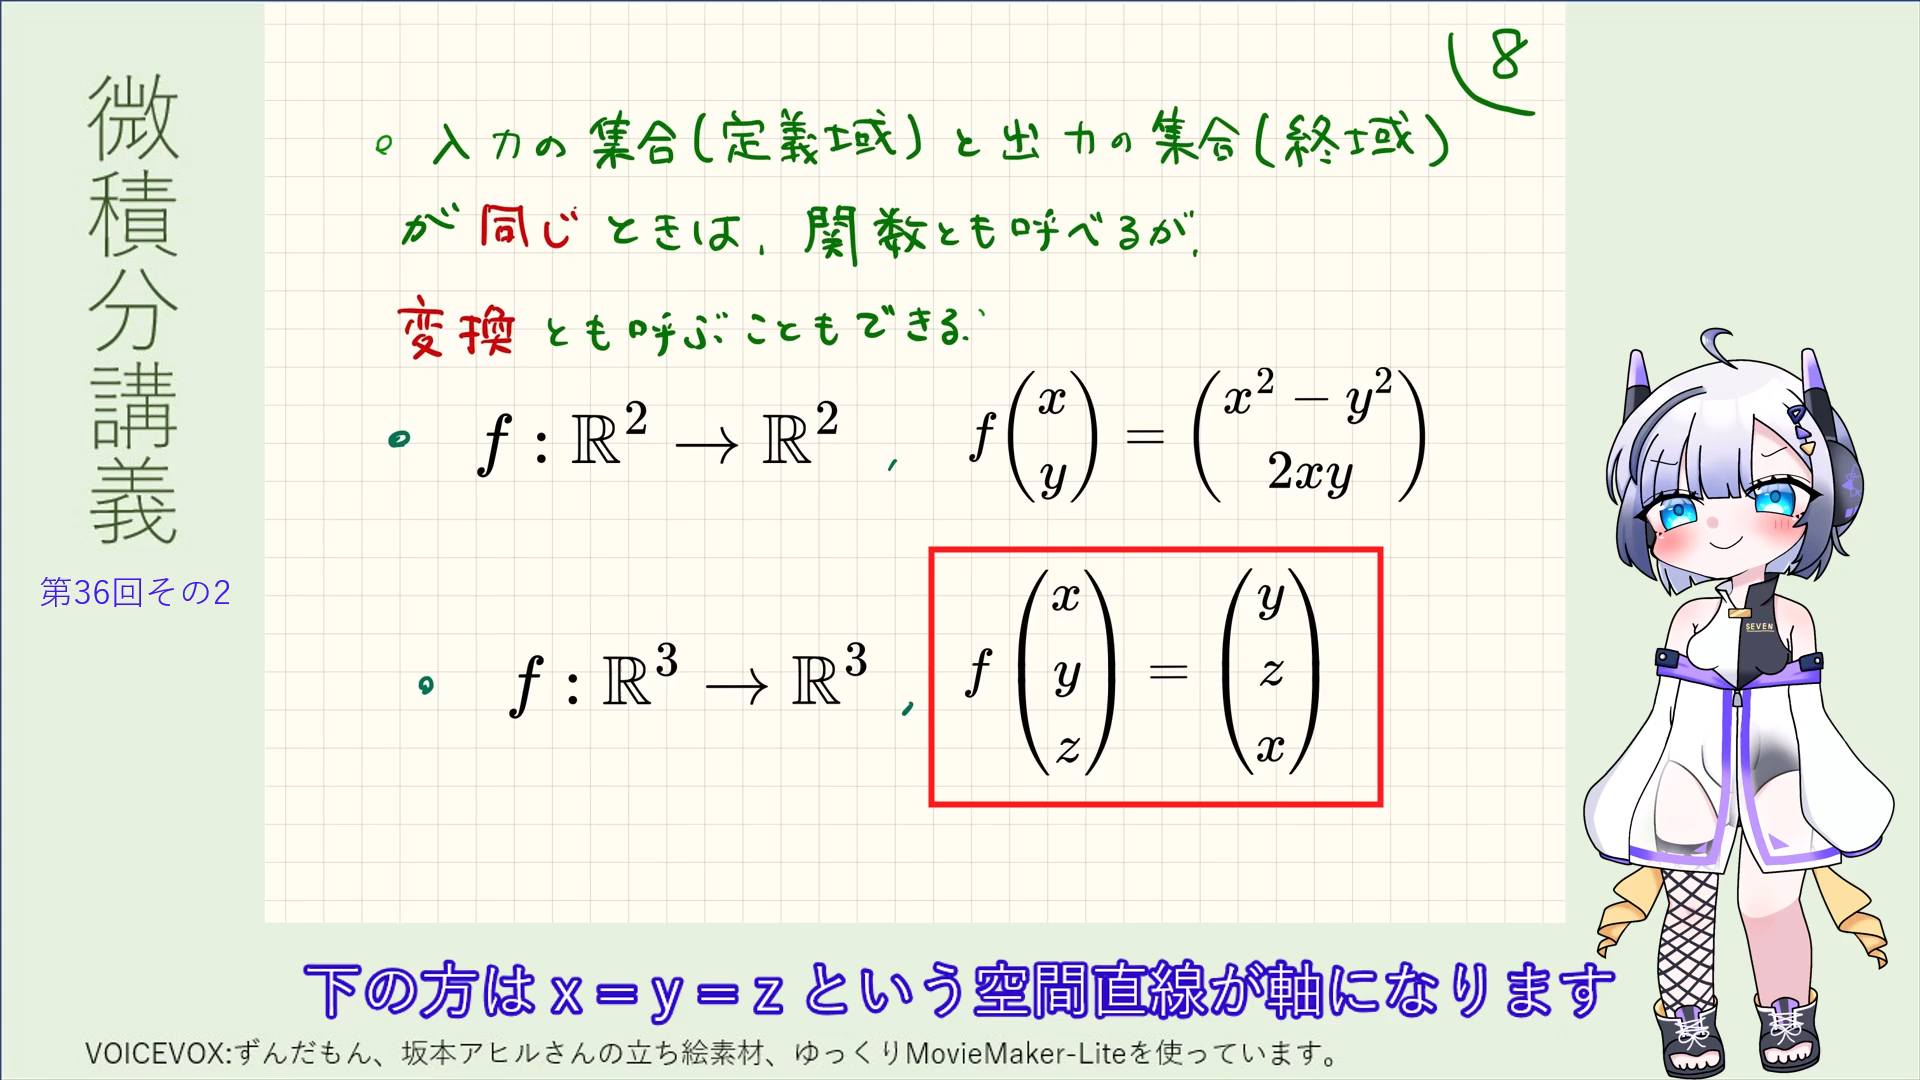 微積分講義
第36回その2
8
。入力の集合(定義域)と出力の集合(終域)
が同じときは、関数とも呼べるが、
変換とも呼ぶこともできる:
• f : ℝ² → ℝ² , f(x y) = (x² − y² 2xy)
• f : ℝ³ → ℝ³ , f(x y z) = (y z x)
SEVEN
下の方は x = y = z という空間直線が軸になります
VOICEVOX:ずんだもん、坂本アヒルさんの立ち絵素材、ゆっくりMovieMaker-Liteを使っています。